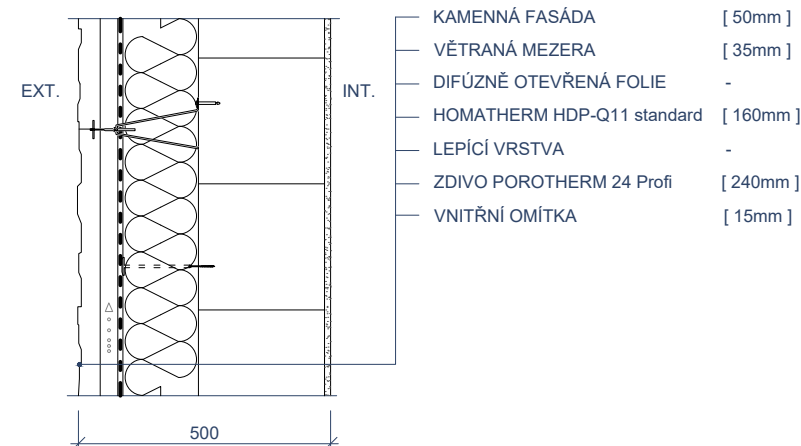 KAMENNÁ FASÁDA [ 50mm ]
VĚTRANÁ MEZERA [ 35mm ]
DIFÚZNĚ OTEVŘENÁ FOLIE -
EXT.
INT.
HOMATHERM HDP-Q11 standard [ 160mm ]
LEPÍCÍ VRSTVA -
ZDIVO POROTHERM 24 Profi [ 240mm ]
VNITŘNÍ OMÍTKA [ 15mm ]
500